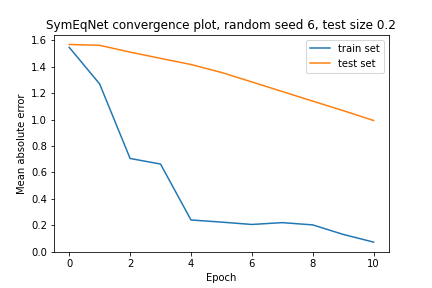 SymEqNet convergence plot, random seed 6, test size 0.2
train set
test set
Mean absolute error
1.6
1.4
1.2
1.0
0.8
0.6
0.4
0.2
0.0
0 2 4 6 8 10
Epoch